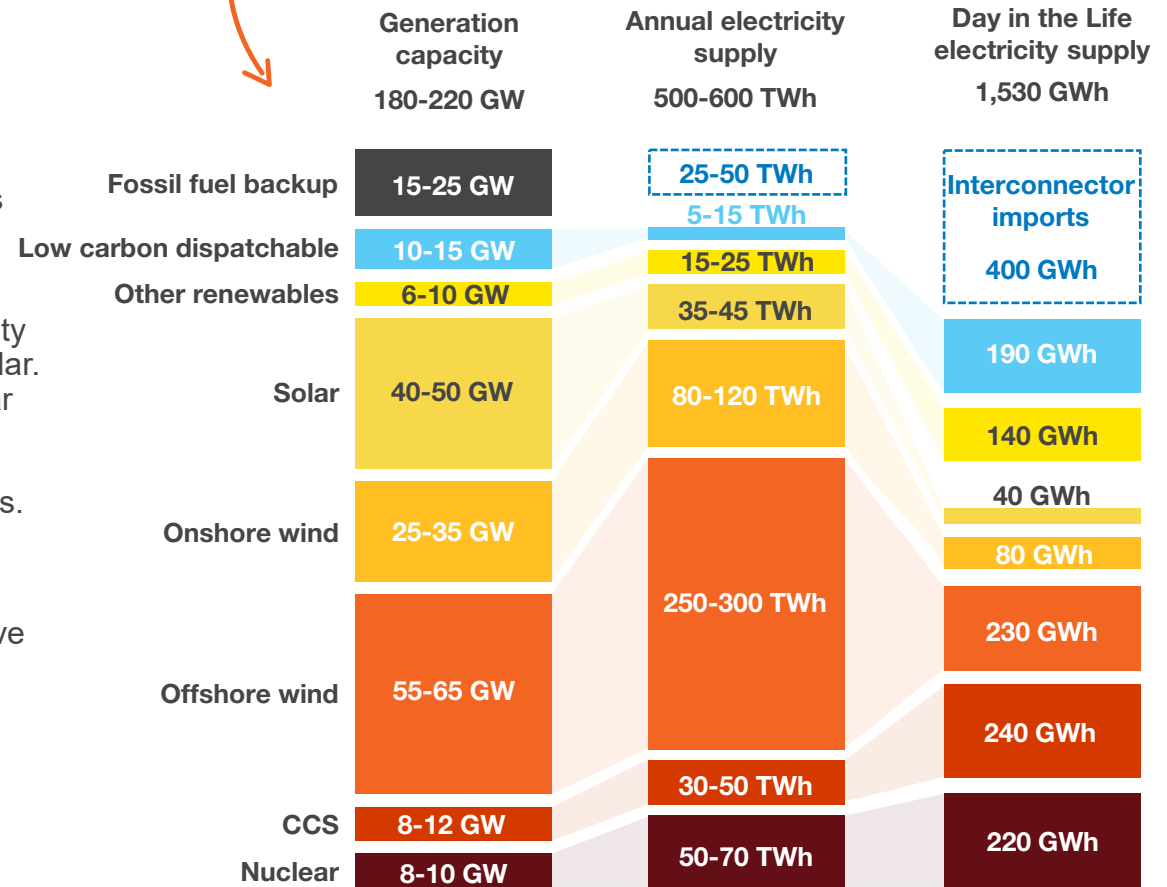 Generation
capacity
180-220 GW
Annual electricity
supply
500-600 TWh
Day in the Life
electricity supply
1,530 GWh
s
ty
lar.
ar
s.
ve
Fossil fuel backup
15-25 GW
25-50 TWh
Interconnector
imports
400 GWh
Low carbon dispatchable
10-15 GW
5-15 TWh
190 GWh
Other renewables
6-10 GW
15-25 TWh
140 GWh
Solar
40-50 GW
35-45 TWh
40 GWh
Onshore wind
25-35 GW
80-120 TWh
80 GWh
Offshore wind
55-65 GW
250-300 TWh
230 GWh
CCS
8-12 GW
30-50 TWh
240 GWh
Nuclear
8-10 GW
50-70 TWh
220 GWh